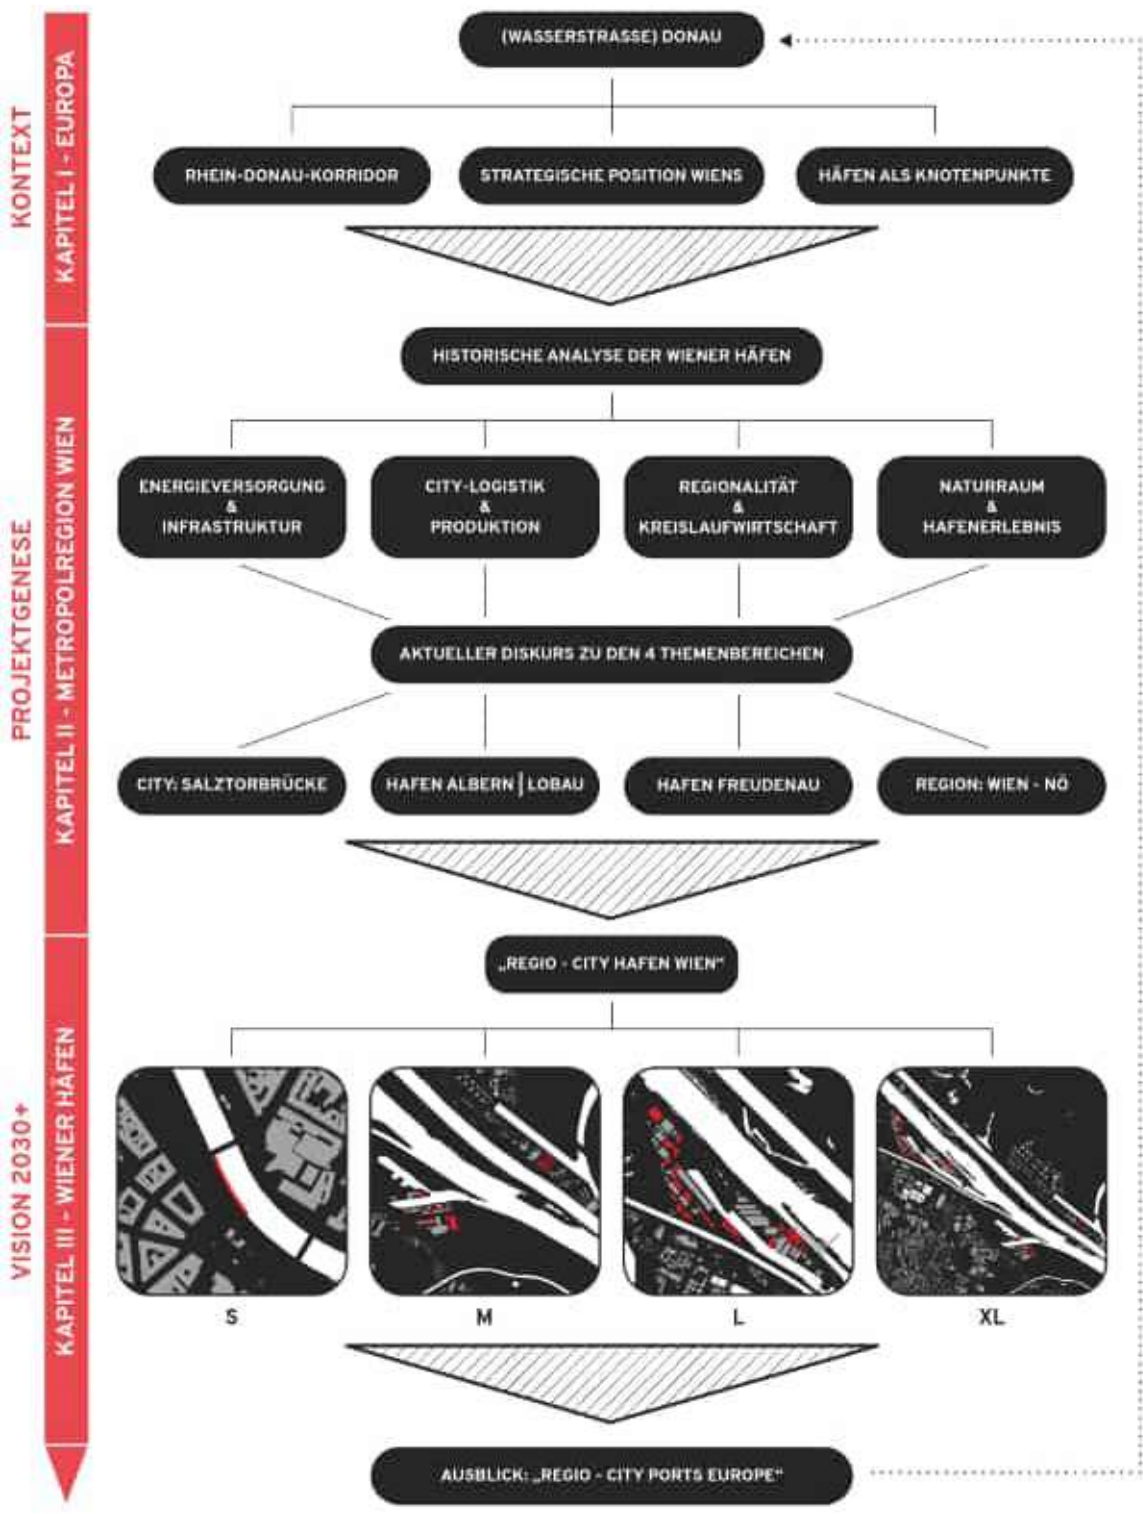 KONTEXT
KAPITEL I - EUROPA
(WASSERSTRASSE) DONAU
RHEIN-DONAU-KORRIDOR
STRATEGISCHE POSITION WIENS
HÄFEN ALS KNOTENPUNKTE
PROJEKTGENESE
KAPITEL II - METROPOLREGION WIEN
HISTORISCHE ANALYSE DER WIENER HÄFEN
ENERGIEVERSORGUNG
&
INFRASTRUKTUR
CITY-LOGISTIK
&
PRODUKTION
REGIONALITÄT
&
KREISLAUFWIRTSCHAFT
NATURRAUM
&
HAFENERLEBNIS
AKTUELLER DISKURS ZU DEN 4 THEMENBEREICHEN
CITY: SALZTORBRÜCKE
HAFEN ALBERN | LOBAU
HAFEN FREUDENAU
REGION: WIEN - NÖ
VISION 2030+
KAPITEL III - WIENER HÄFEN
„REGIO - CITY HAFEN WIEN“
S
M
L
XL
AUSBLICK: „REGIO - CITY PORTS EUROPE“